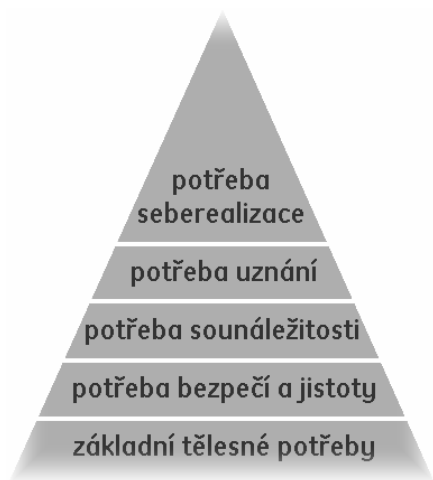 potřeba
seberealizace
potřeba uznání
potřeba sounáležitosti
potřeba bezpečí a jistoty
základní tělesné potřeby